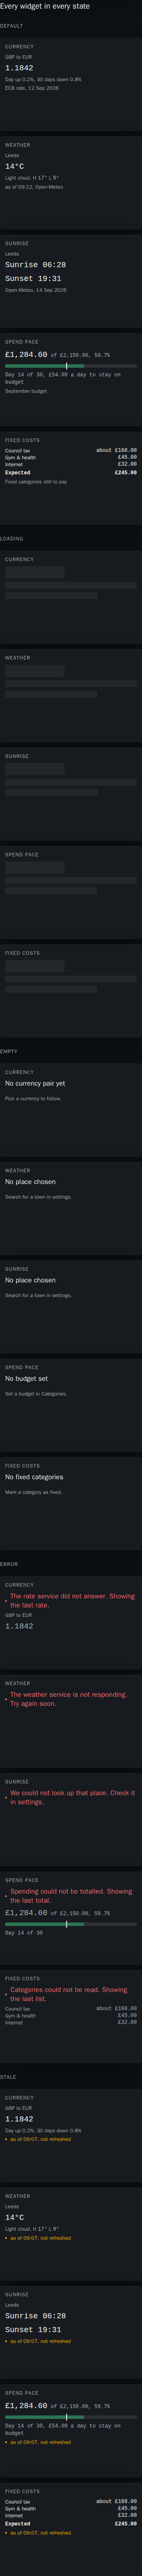 Every widget in every state
DEFAULT
CURRENCY
GBP to EUR
1.1842
Day up 0.2%, 30 days down 0.8%
ECB rate, 12 Sep 2026
WEATHER
Leeds
14°C
Light cloud, H 17° L 9°
as of 09:12, Open-Meteo
SUNRISE
Leeds
Sunrise 06:28
Sunset 19:31
Open-Meteo, 14 Sep 2026
SPEND PACE
£1,284.60 of £2,150.00, 59.7%
Day 14 of 30, £54.09 a day to stay on
budget
September budget
FIXED COSTS
Council tax about £168.00
Gym & health £45.00
Internet £32.00
Expected £245.00
Fixed categories still to pay
LOADING
CURRENCY
WEATHER
SUNRISE
SPEND PACE
FIXED COSTS
EMPTY
CURRENCY
No currency pair yet
Pick a currency to follow.
WEATHER
No place chosen
Search for a town in settings.
SUNRISE
No place chosen
Search for a town in settings.
SPEND PACE
No budget set
Set a budget in Categories.
FIXED COSTS
No fixed categories
Mark a category as fixed.
ERROR
CURRENCY
The rate service did not answer. Showing
the last rate.
GBP to EUR
1.1842
WEATHER
The weather service is not responding.
Try again soon.
SUNRISE
We could not look up that place. Check it
in settings.
SPEND PACE
Spending could not be totalled. Showing
the last total.
£1,284.60 of £2,150.00, 59.7%
Day 14 of 30
FIXED COSTS
Categories could not be read. Showing
the last list.
Council tax about £168.00
Gym & health £45.00
Internet £32.00
STALE
CURRENCY
GBP to EUR
1.1842
Day up 0.2%, 30 days down 0.8%
as of 09:07, not refreshed
WEATHER
Leeds
14°C
Light cloud, H 17° L 9°
as of 09:07, not refreshed
SUNRISE
Leeds
Sunrise 06:28
Sunset 19:31
as of 09:07, not refreshed
SPEND PACE
£1,284.60 of £2,150.00, 59.7%
Day 14 of 30, £54.09 a day to stay on
budget
as of 09:07, not refreshed
FIXED COSTS
Council tax about £168.00
Gym & health £45.00
Internet £32.00
Expected £245.00
as of 09:07, not refreshed